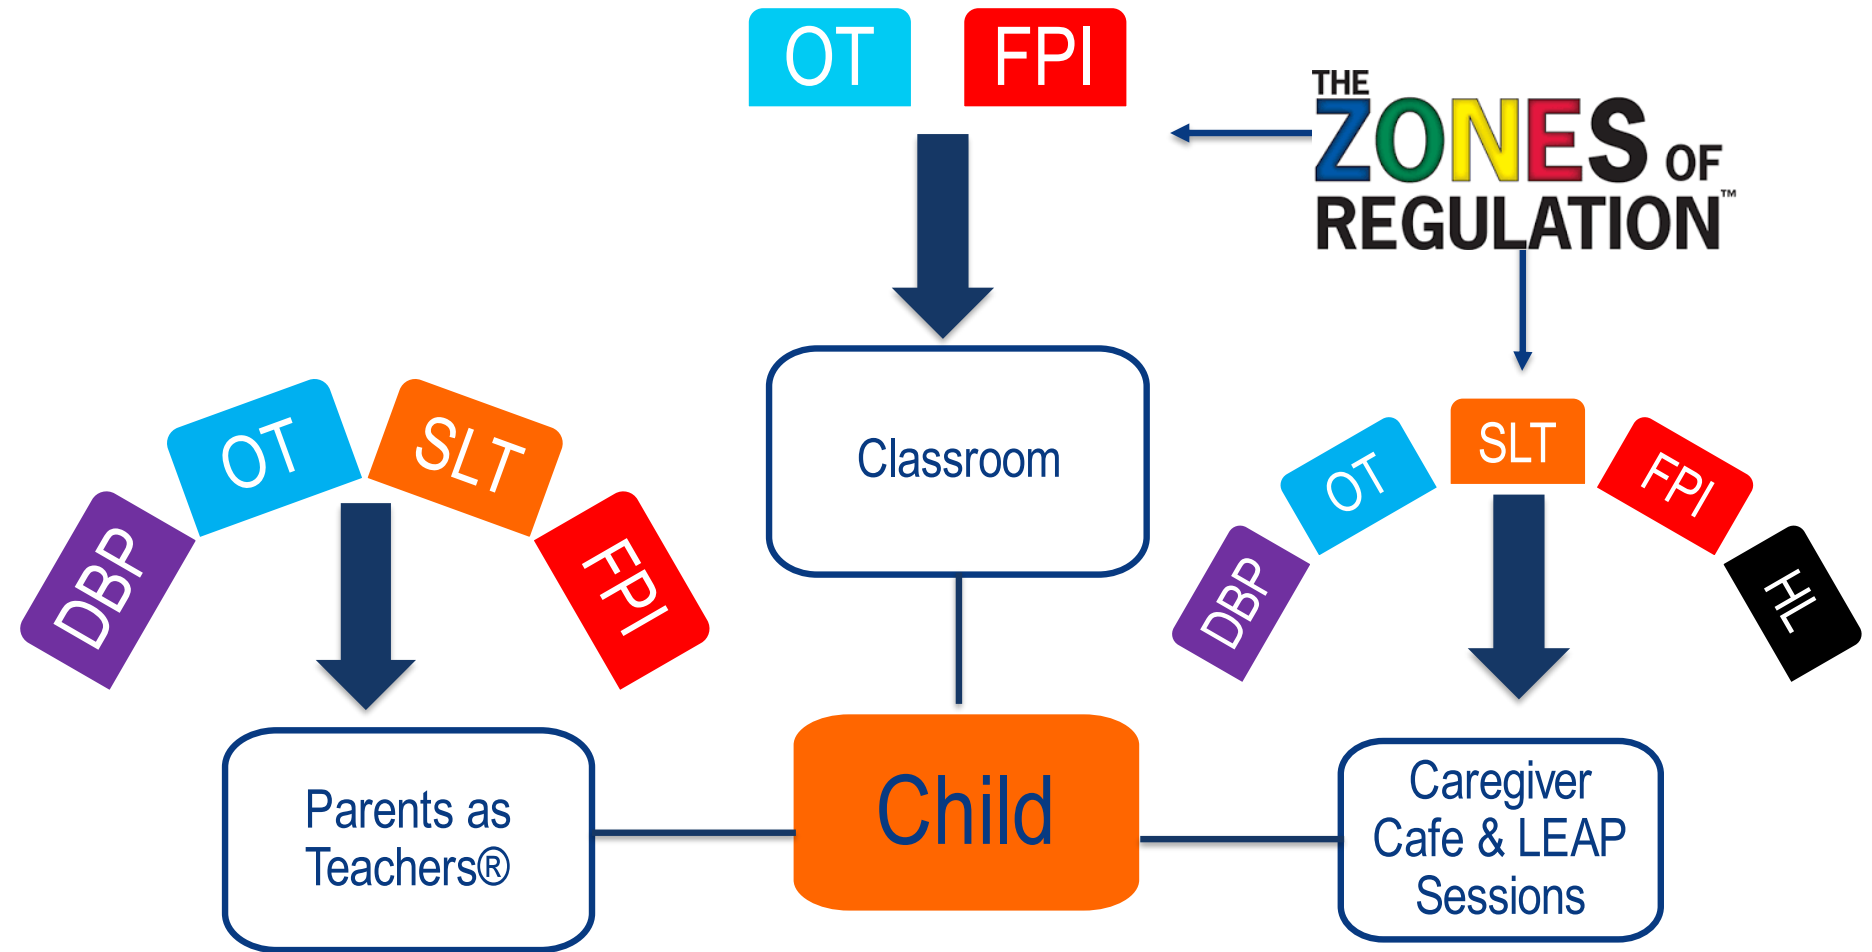 OT
FPI
THE
ZONES OF
REGULATION™
Classroom
DBP
OT
SLT
FPI
DBP
OT
SLT
FPI
HL
Parents as
Teachers®
Child
Caregiver
Cafe & LEAP
Sessions